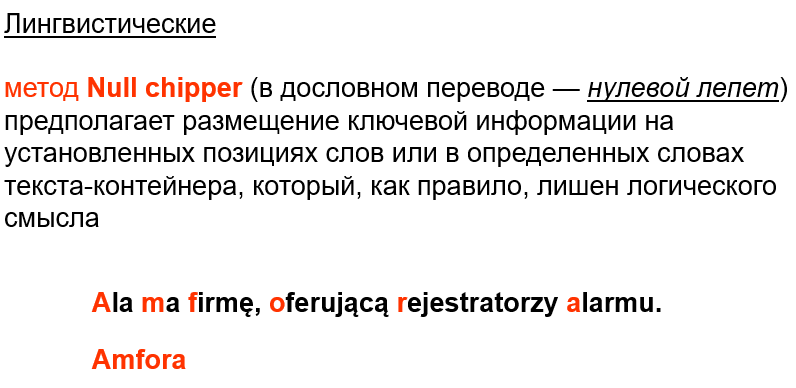 Лингвистические
метод Null chipper (в дословном переводе — нулевой лепет)
предполагает размещение ключевой информации на
установленных позициях слов или в определенных словах
текста-контейнера, который, как правило, лишен логического
смысла
Ala ma firmę, oferującą rejestratorzy alarmu.
Amfora